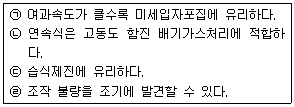 ㉠ 여과속도가 클수록 미세입자포집에 유리하다.
㉡ 연속식은 고농도 함진 배기가스처리에 적합하
다.
㉢ 습식제진에 유리하다.
㉣ 조작 불량을 조기에 발견할 수 있다.